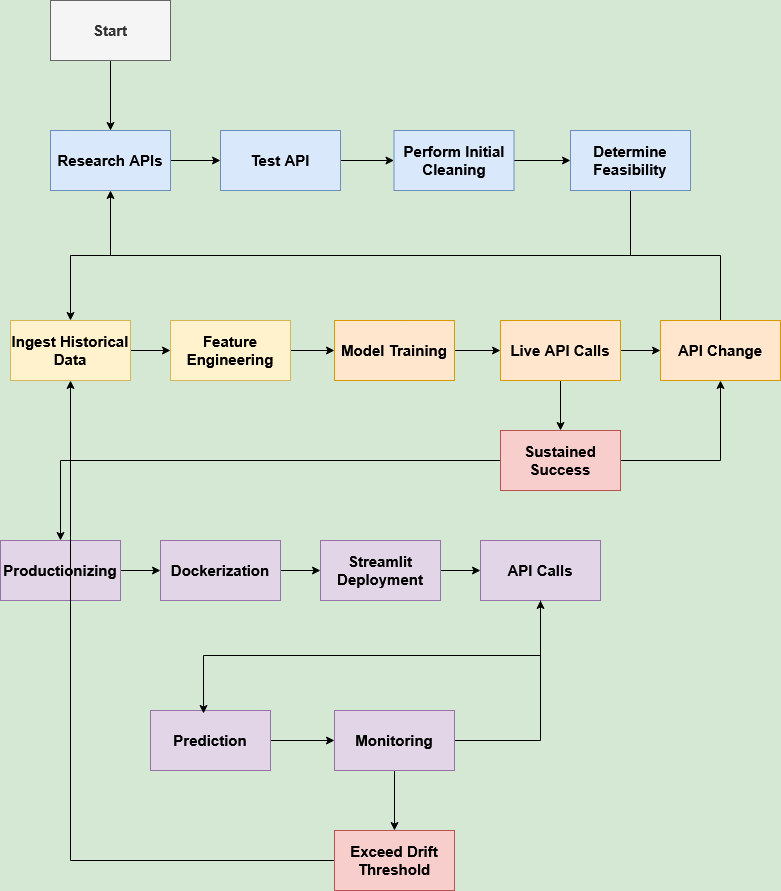 Start
Research APIs
Test API
Perform Initial
Cleaning
Determine
Feasibility
Ingest Historical
Data
Feature
Engineering
Model Training
Live API Calls
API Change
Sustained
Success
Productionizing
Dockerization
Streamlit
Deployment
API Calls
Prediction
Monitoring
Exceed Drift
Threshold